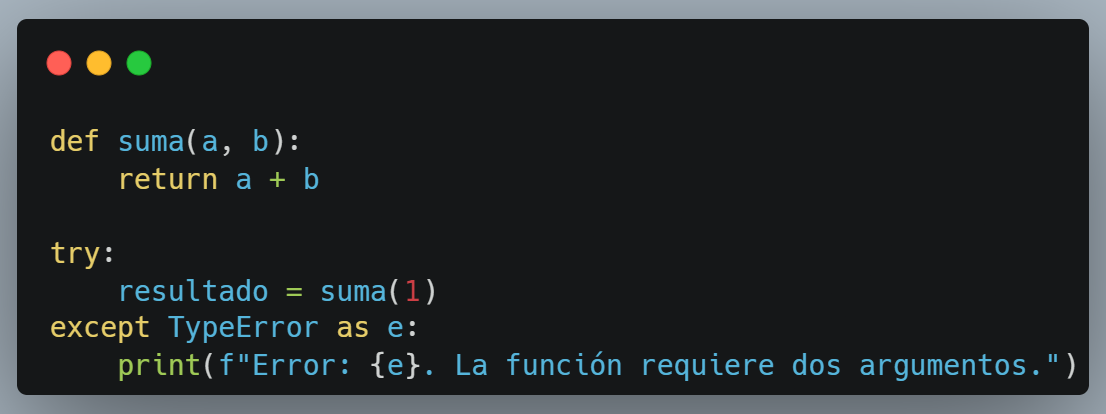 def suma(a, b):
    return a + b

try:
    resultado = suma(1)
except TypeError as e:
    print(f"Error: {e}. La función requiere dos argumentos.")